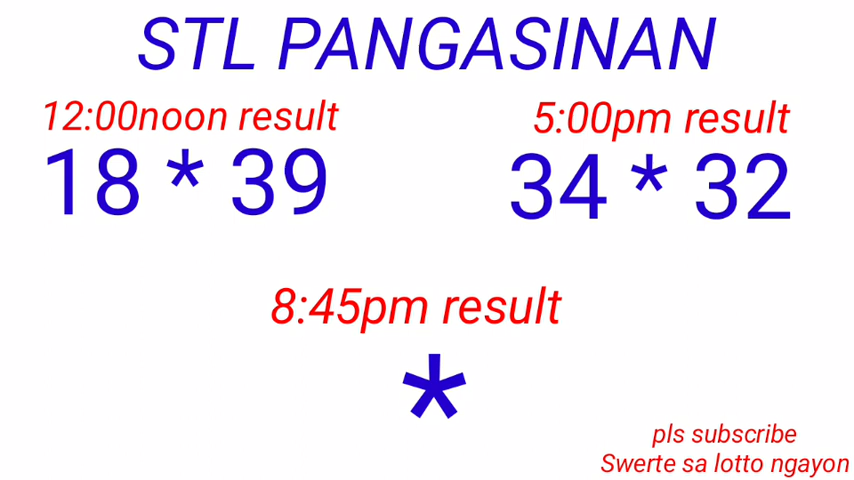 STL PANGASINAN
12:00noon result
18 * 39
5:00pm result
34 * 32
8:45pm result
*
pls subscribe
Swerte sa lotto ngayon